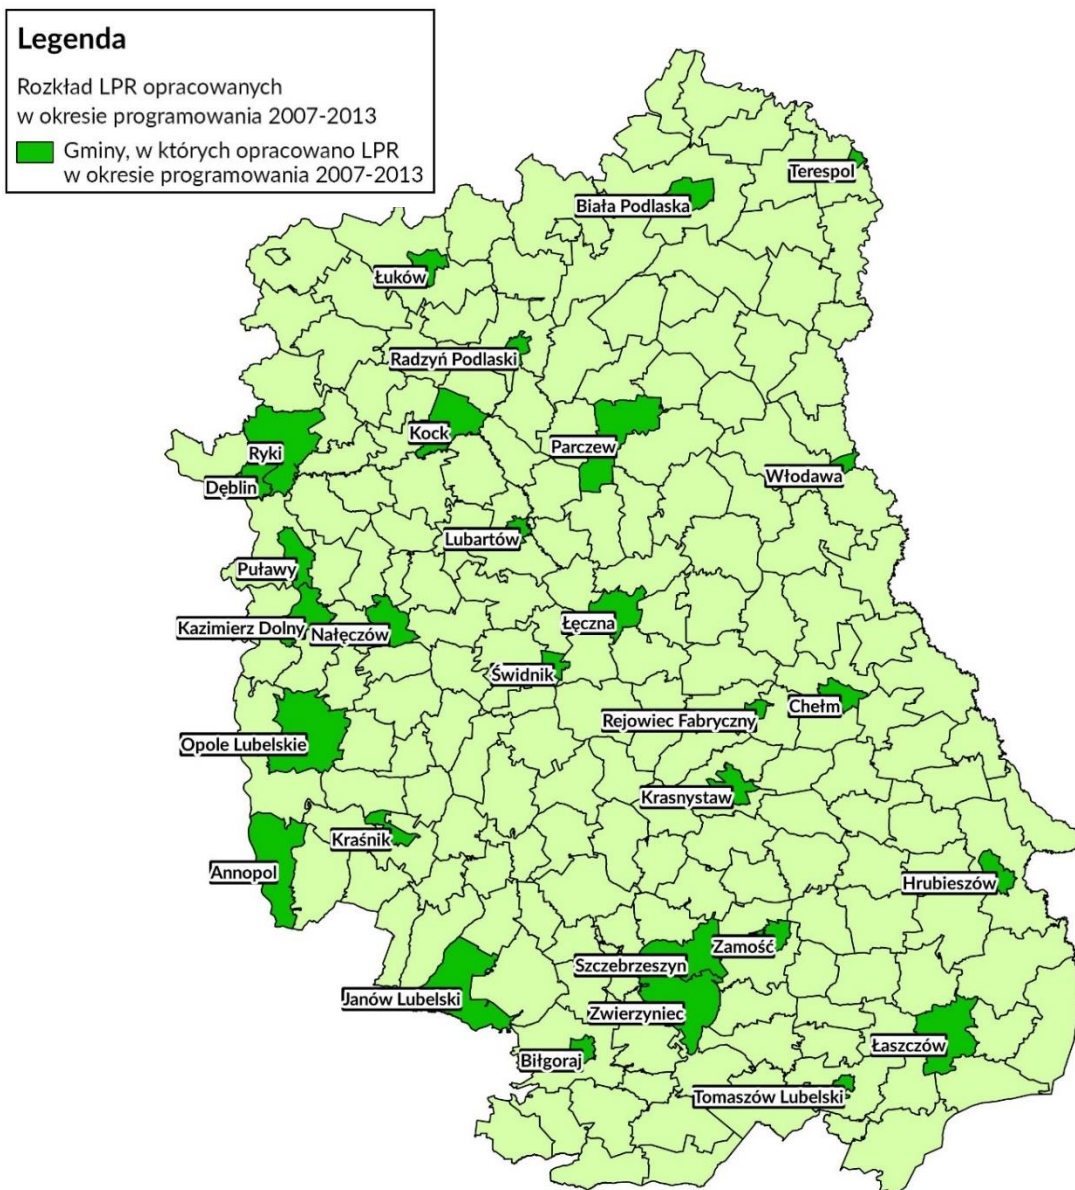 Legenda
Rozkład LPR opracowanych
w okresie programowania 2007-2013
Gminy, w których opracowano LPR
w okresie programowania 2007-2013
Terespol
Biała Podlaska
Łuków
Radzyń Podlaski
Kock
Parczew
Ryki
Włodawa
Dęblin
Lubartów
Puławy
Kazimierz Dolny
Nałęczów
Łęczna
Świdnik
Chełm
Rejowiec Fabryczny
Opole Lubelskie
Krasnystaw
Kraśnik
Annopol
Hrubieszów
Zamość
Szczebrzeszyn
Janów Lubelski
Zwierzyniec
Łaszczów
Biłgoraj
Tomaszów Lubelski